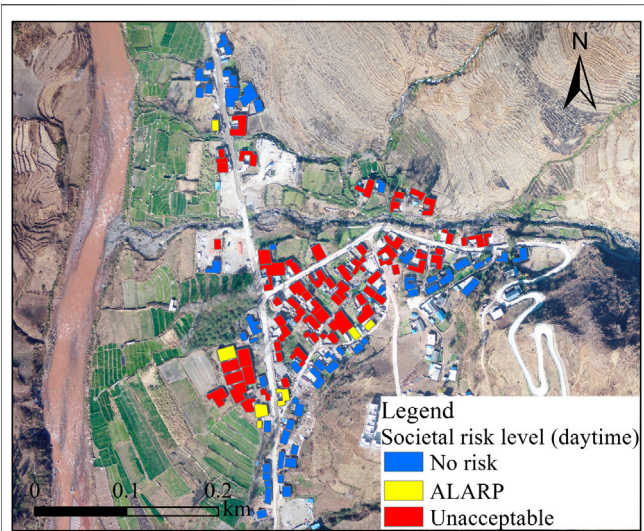 N
Legend
Societal risk level (daytime)
No risk
ALARP
Unacceptable
0 0.1 0.2
km